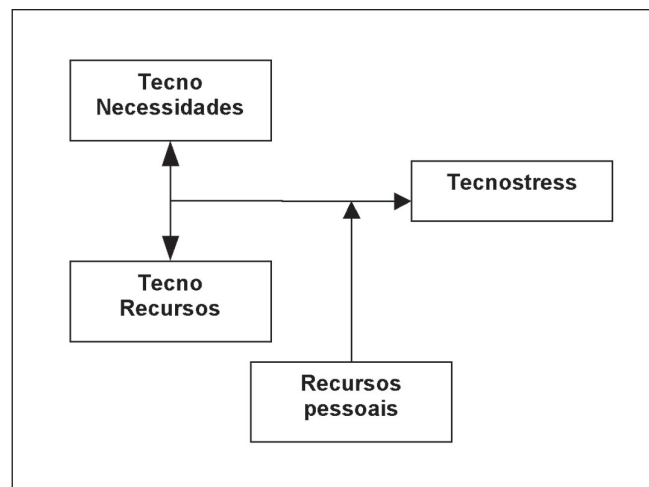 Tecno
Necessidades
Tecnostress
Tecno
Recursos
Recursos
pessoais